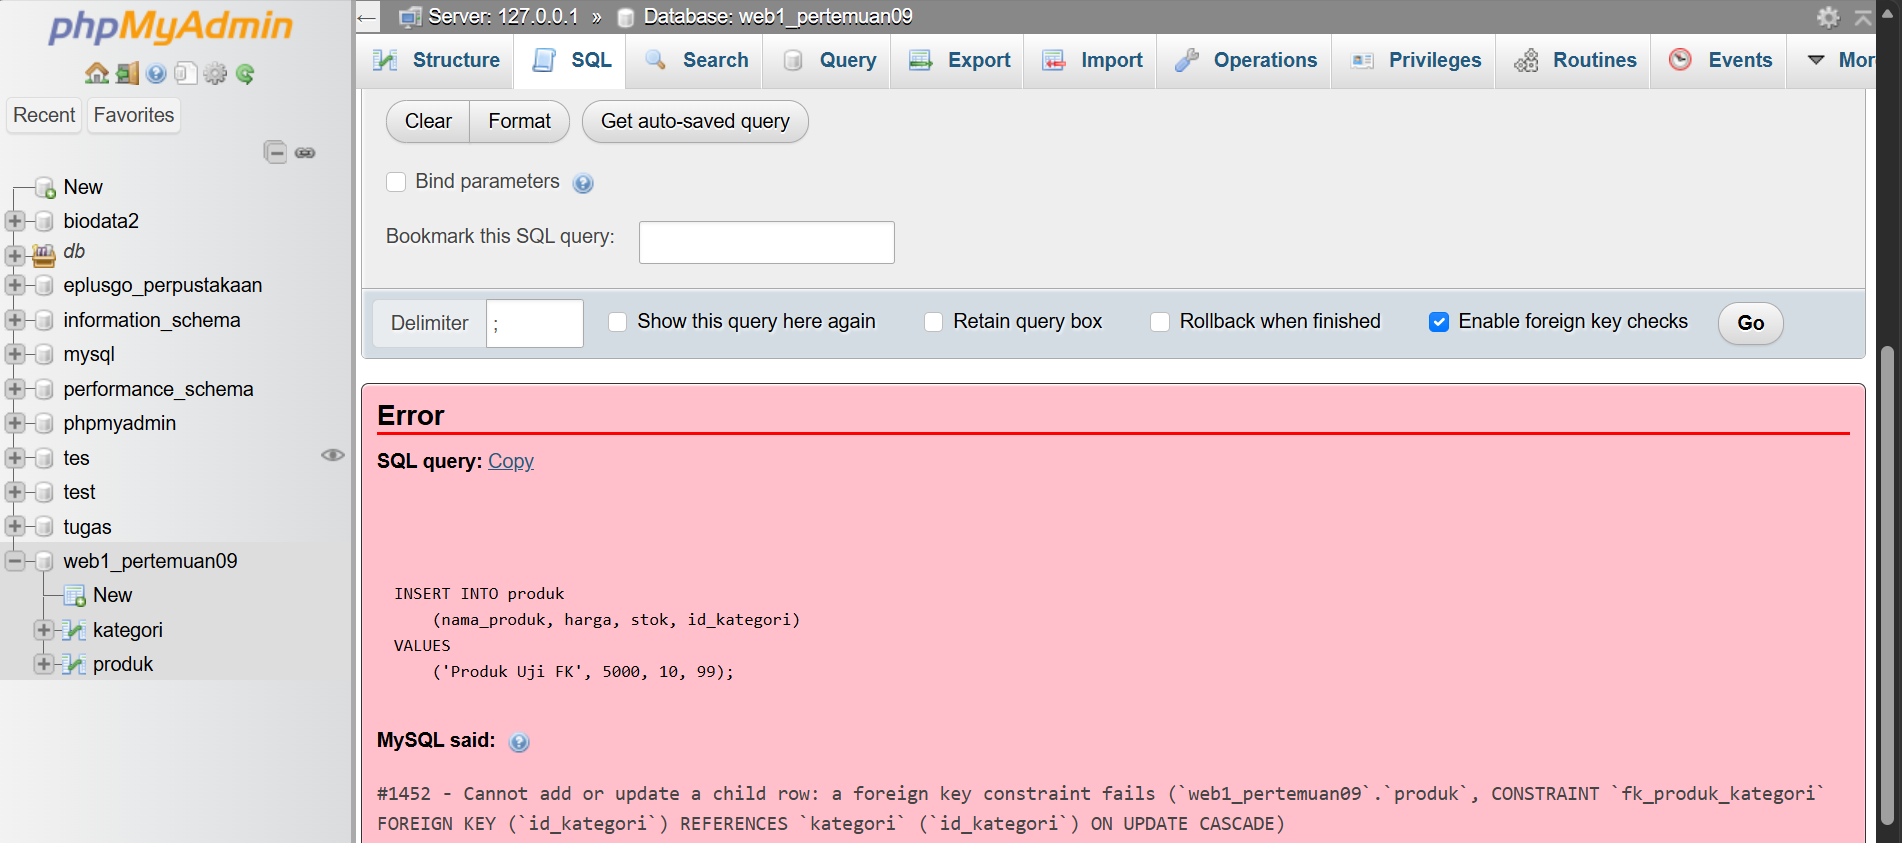 phpMyAdmin
Recent
Favorites
New
biodata2
db
eplusgo_perpustakaan
information_schema
mysql
performance_schema
phpmyadmin
tes
test
tugas
web1_pertemuan09
New
kategori
produk
Server: 127.0.0.1 » Database: web1_pertemuan09
Structure SQL Search Query Export Import Operations Privileges Routines Events Mor
Clear Format Get auto-saved query
Bind parameters
Bookmark this SQL query:
Delimiter ; Show this query here again Retain query box Rollback when finished Enable foreign key checks Go
Error
SQL query: Copy
INSERT INTO produk
(nama_produk, harga, stok, id_kategori)
VALUES
('Produk Uji FK', 5000, 10, 99);
MySQL said:
#1452 - Cannot add or update a child row: a foreign key constraint fails (`web1_pertemuan09`.`produk`, CONSTRAINT `fk_produk_kategori`
FOREIGN KEY (`id_kategori`) REFERENCES `kategori` (`id_kategori`) ON UPDATE CASCADE)